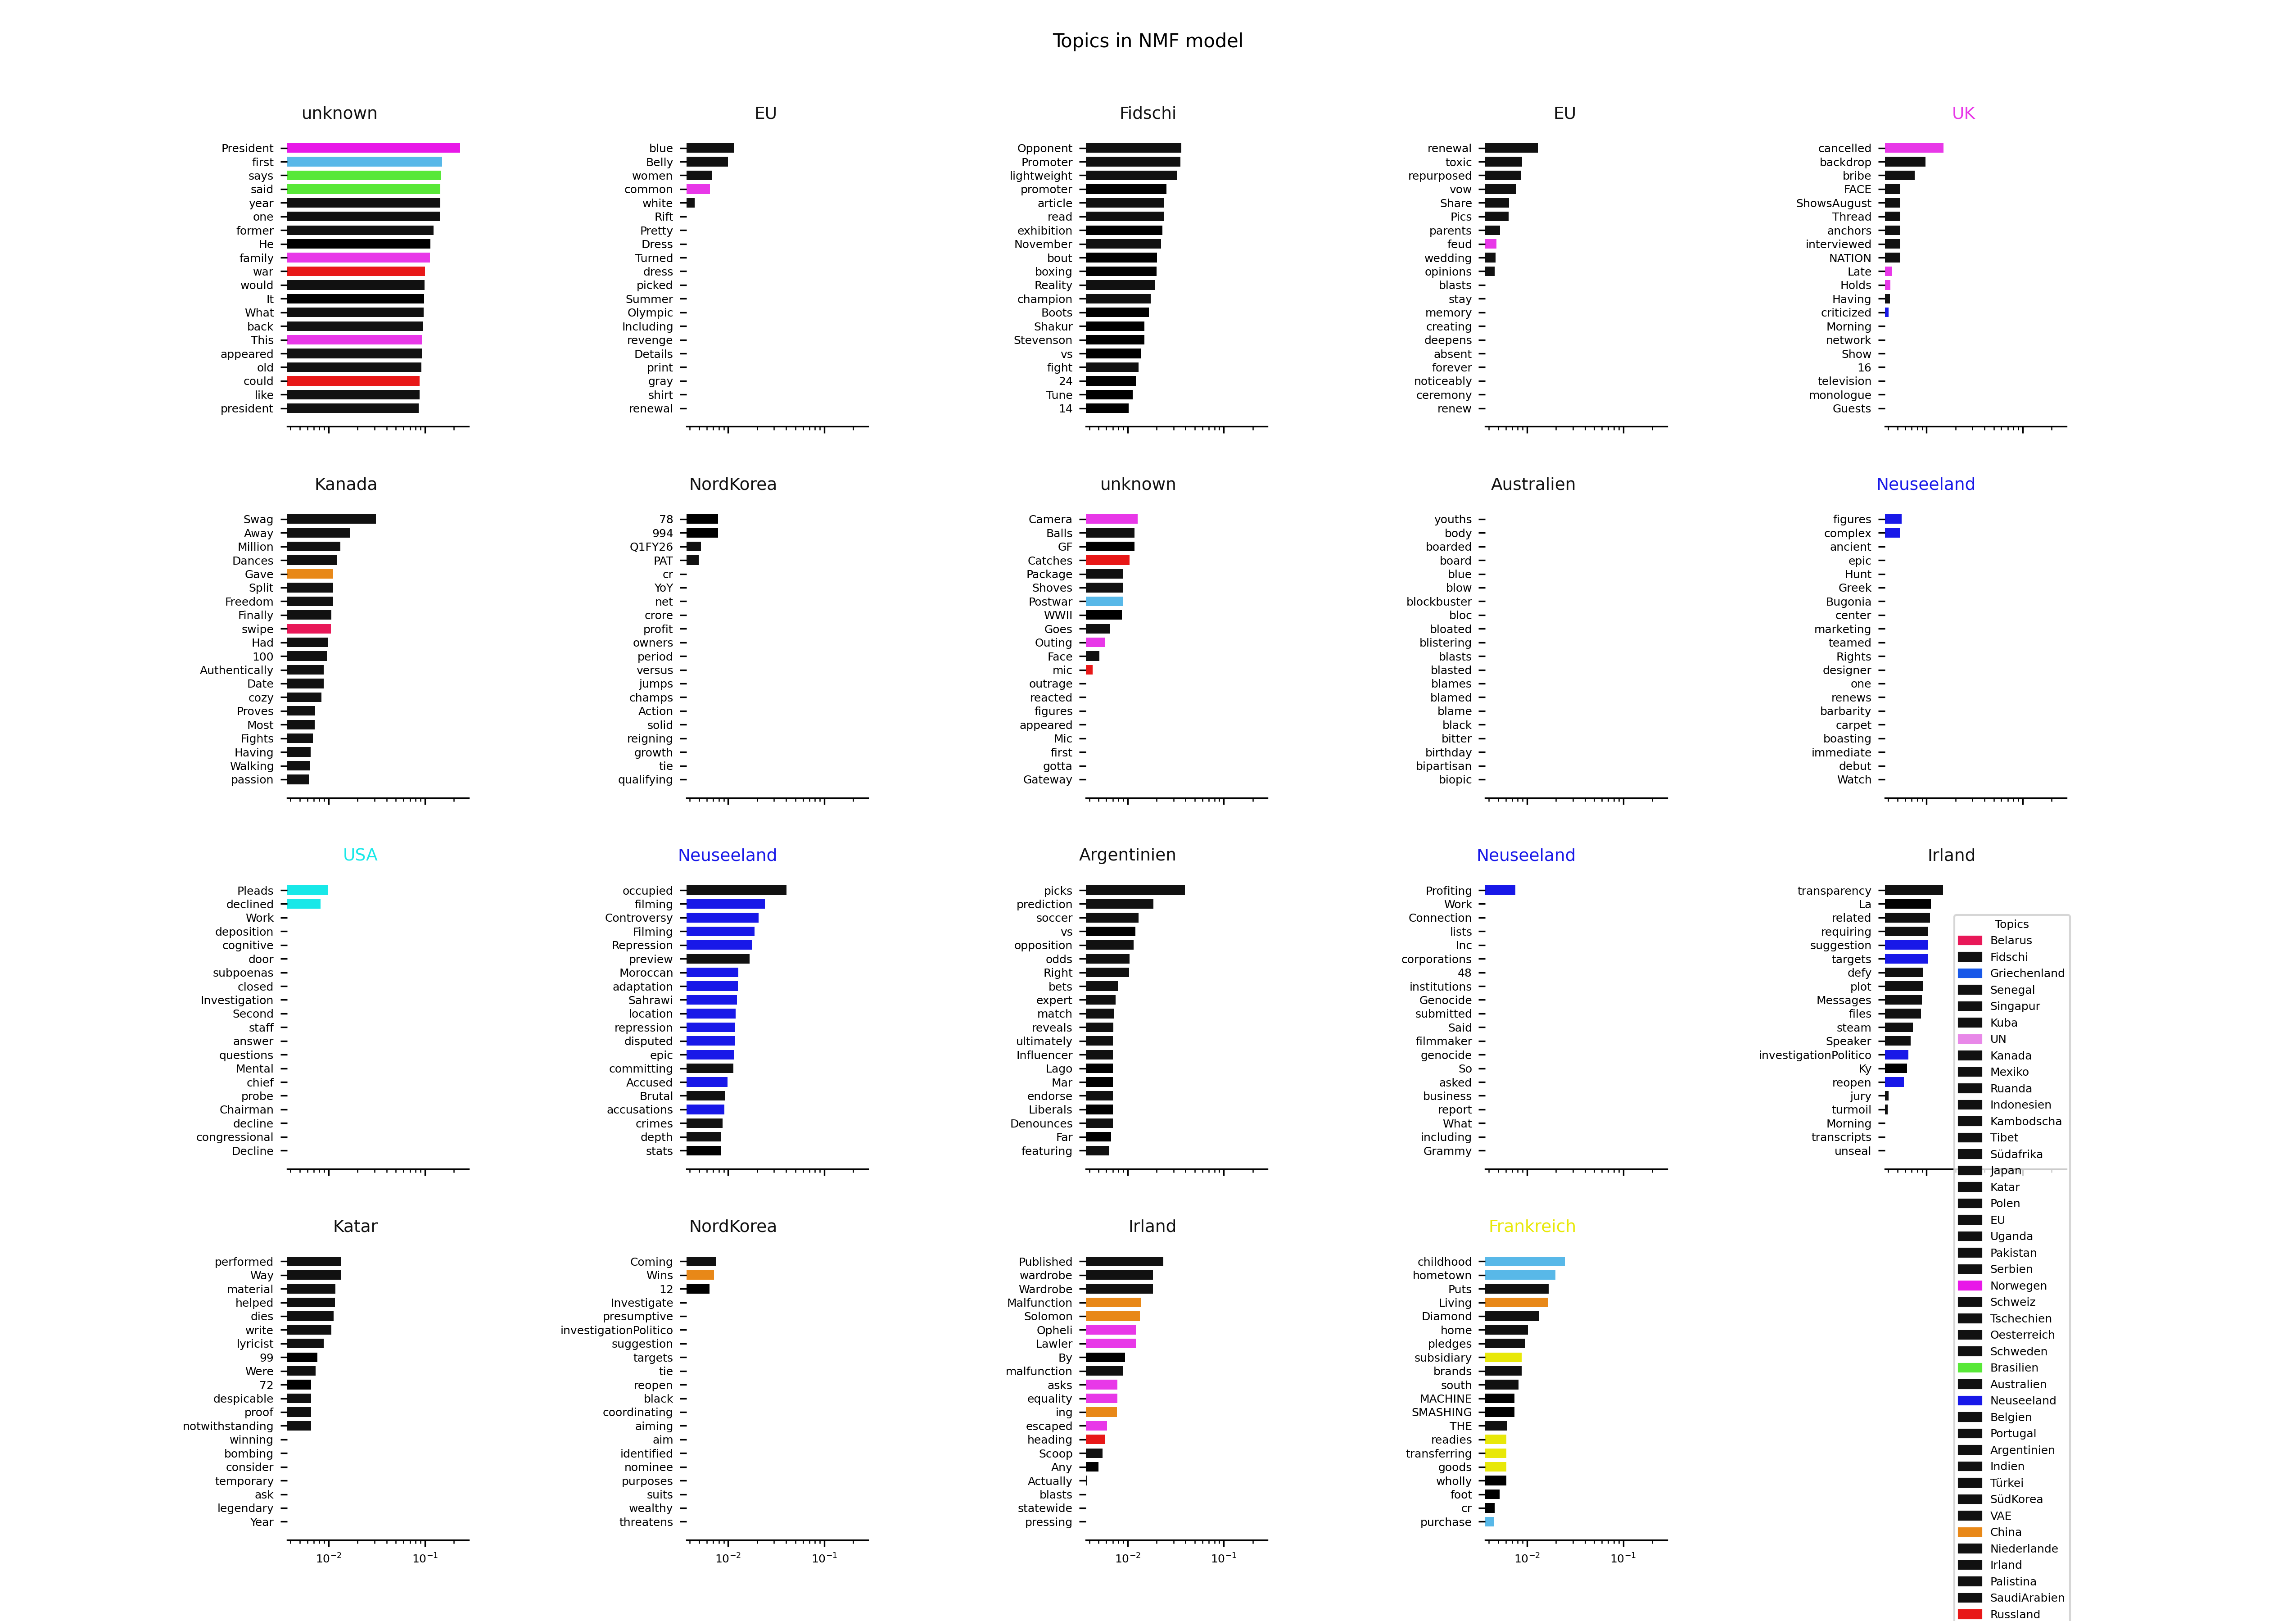 Topics in NMF model
unknown
President
first
says
said
year
one
former
He
family
war
would
It
What
back
This
appeared
old
could
like
president
EU
blue
Belly
women
common
white
Rift
Pretty
Dress
Turned
dress
picked
Summer
Olympic
Including
revenge
Details
print
gray
shirt
renewal
Fidschi
Opponent
Promoter
lightweight
promoter
article
read
exhibition
November
bout
boxing
Reality
champion
Boots
Shakur
Stevenson
vs
fight
24
Tune
14
EU
renewal
toxic
repurposed
vow
Share
Pics
parents
feud
wedding
opinions
blasts
stay
memory
creating
deepens
absent
forever
noticeably
ceremony
renew
UK
cancelled
backdrop
bribe
FACE
ShowsAugust
Thread
anchors
interviewed
NATION
Late
Holds
Having
criticized
Morning
network
Show
16
television
monologue
Guests
Kanada
Swag
Away
Million
Dances
Gave
Split
Freedom
Finally
swipe
Had
100
Authentically
Date
cozy
Proves
Most
Fights
Having
Walking
passion
NordKorea
78
994
Q1FY26
PAT
cr
YoY
net
crore
profit
owners
period
versus
jumps
champs
Action
solid
reigning
growth
tie
qualifying
unknown
Camera
Balls
GF
Catches
Package
Shoves
Postwar
WWII
Goes
Outing
Face
mic
outrage
reacted
figures
appeared
Mic
first
gotta
Gateway
Australien
youths
body
boarded
board
blue
blow
blockbuster
bloc
bloated
blistering
blasts
blasted
blames
blamed
blame
black
bitter
birthday
bipartisan
biopic
Neuseeland
figures
complex
ancient
epic
Hunt
Greek
Bugonia
center
marketing
teamed
Rights
designer
one
renews
barbarity
carpet
boasting
immediate
debut
Watch
USA
Pleads
declined
Work
deposition
cognitive
door
subpoenas
closed
Investigation
Second
staff
answer
questions
Mental
chief
probe
Chairman
decline
congressional
Decline
Neuseeland
occupied
filming
Controversy
Filming
Repression
preview
Moroccan
adaptation
Sahrawi
location
repression
disputed
epic
committing
Accused
Brutal
accusations
crimes
depth
stats
Argentinien
picks
prediction
soccer
vs
opposition
odds
Right
bets
expert
match
reveals
ultimately
Influencer
Lago
Mar
endorse
Liberals
Denounces
Far
featuring
Neuseeland
Profiting
Work
Connection
lists
Inc
corporations
48
institutions
Genocide
submitted
Said
filmmaker
genocide
So
asked
business
report
What
including
Grammy
Irland
transparency
La
related
requiring
suggestion
targets
defy
plot
Messages
files
steam
Speaker
investigationPolitico
Ky
reopen
jury
turmoil
Morning
transcripts
unseal
Katar
performed
Way
material
helped
dies
write
lyricist
99
Were
72
despicable
proof
notwithstanding
winning
bombing
consider
temporary
ask
legendary
Year
10⁻²
10⁻¹
NordKorea
Coming
Wins
12
Investigate
presumptive
investigationPolitico
suggestion
targets
tie
reopen
black
coordinating
aiming
aim
identified
nominee
purposes
suits
wealthy
threatens
10⁻²
10⁻¹
Irland
Published
wardrobe
Wardrobe
Malfunction
Solomon
Opheli
Lawler
By
malfunction
asks
equality
ing
escaped
heading
Scoop
Any
Actually
blasts
statewide
pressing
10⁻²
10⁻¹
Frankreich
childhood
hometown
Puts
Living
Diamond
home
pledges
subsidiary
brands
south
MACHINE
SMASHING
THE
readies
transferring
goods
wholly
foot
cr
purchase
10⁻²
10⁻¹
Topics
Belarus
Fidschi
Griechenland
Senegal
Singapur
Kuba
UN
Kanada
Mexiko
Ruanda
Indonesien
Kambodscha
Tibet
Südafrika
Japan
Katar
Polen
EU
Uganda
Pakistan
Serbien
Norwegen
Schweiz
Tschechien
Oesterreich
Schweden
Brasilien
Australien
Neuseeland
Belgien
Portugal
Argentinien
Indien
Türkei
SüdKorea
VAE
China
Niederlande
Irland
Palistina
SaudiArabien
Russland